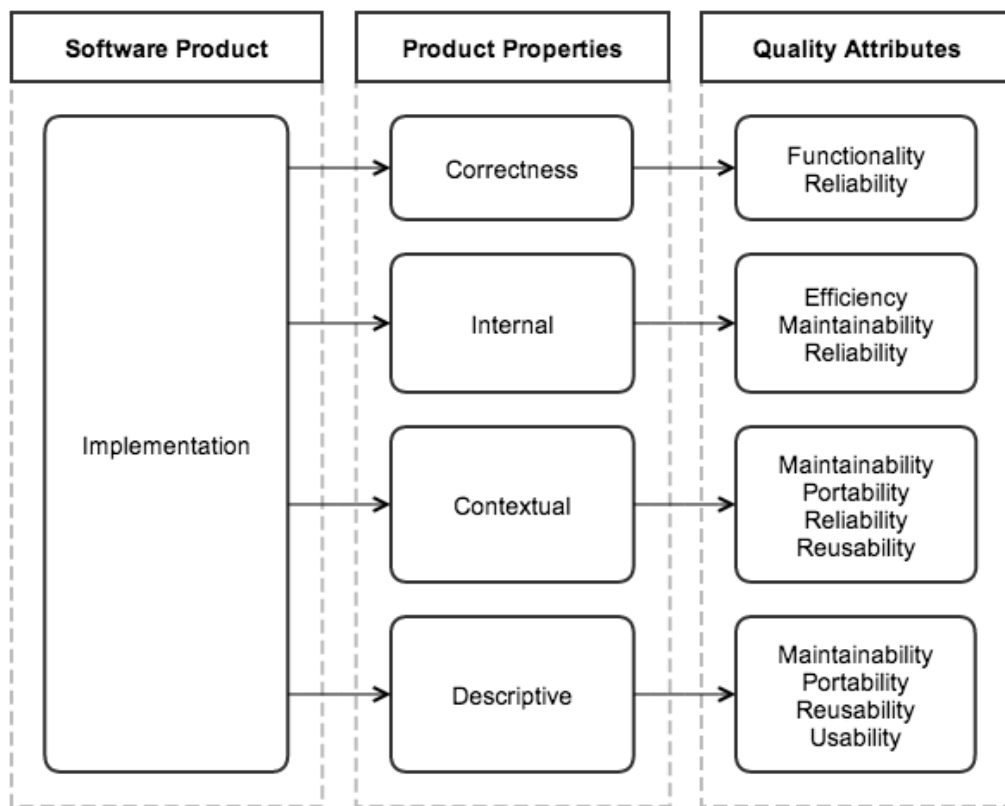 Software Product
Product Properties
Quality Attributes
Implementation
Correctness
Functionality
Reliability
Internal
Efficiency
Maintainability
Reliability
Contextual
Maintainability
Portability
Reliability
Reusability
Descriptive
Maintainability
Portability
Reusability
Usability